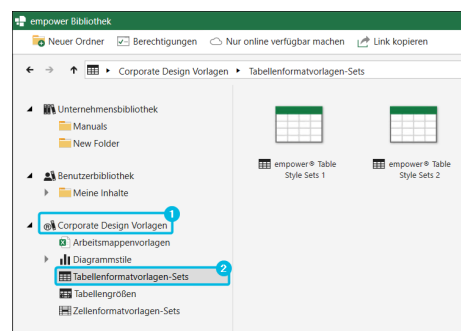 empower Bibliothek
Neuer Ordner Berechtigungen Nur online verfügbar machen Link kopieren
Corporate Design Vorlagen Tabellenformatvorlagen-Sets
Unternehmensbibliothek
Manuals
New Folder
Benutzerbibliothek
Meine Inhalte
1
Corporate Design Vorlagen
Arbeitsmappenvorlagen
Diagrammstile
2
Tabellenformatvorlagen-Sets
Tabellengrößen
Zellenformatvorlagen-Sets
empower® Table
Style Sets 1
empower® Table
Style Sets 2